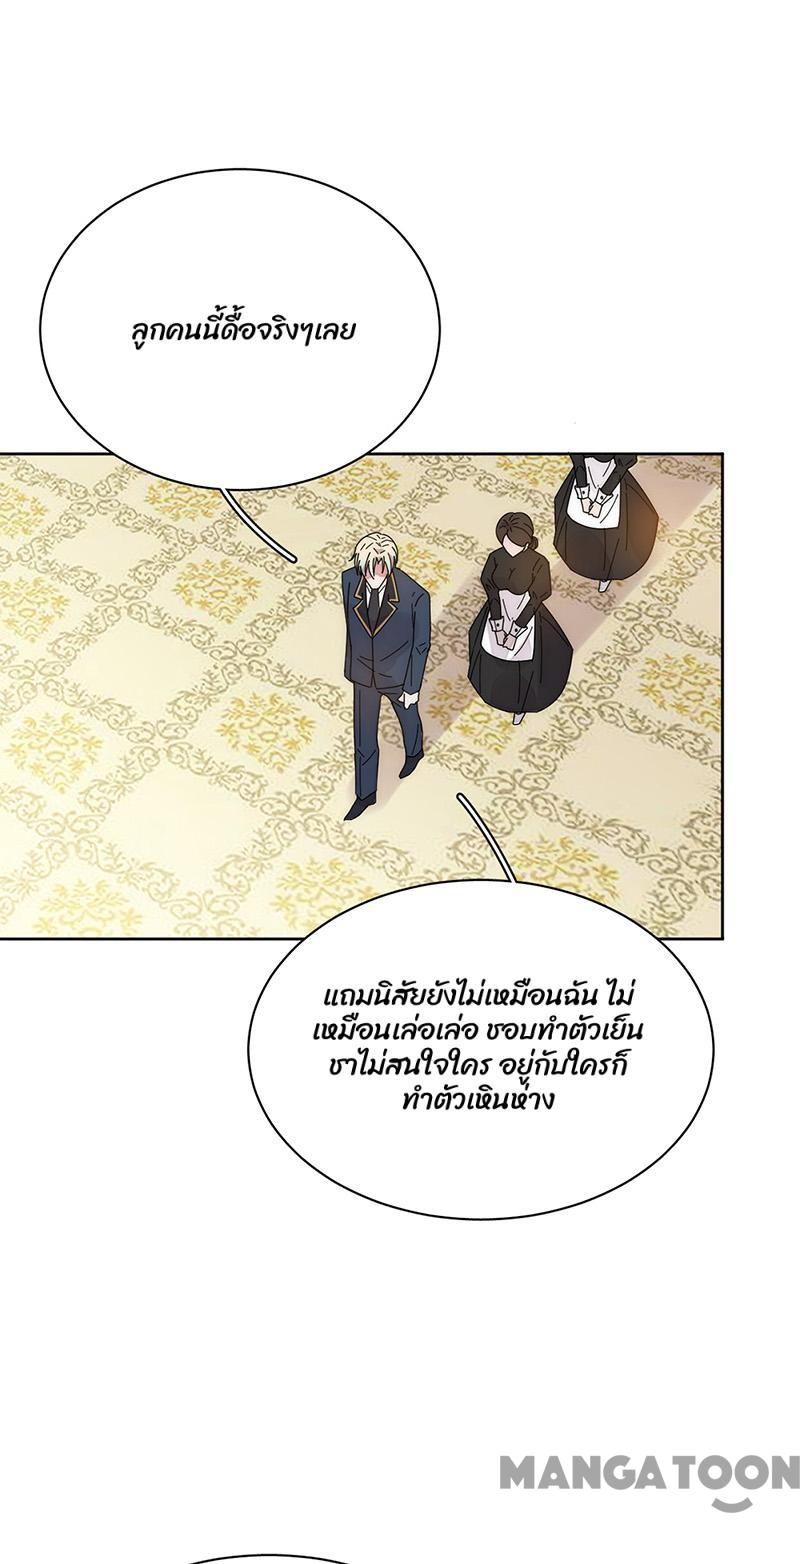 ลูกคนนี้ดื้อจริงๆเลย
แถมนิสัยยังไม่เหมือนฉัน ไม่
เหมือนเล่อเล่อ ชอบทำตัวเย็น
ชาไม่สนใจใคร อยู่กับใครก็
ทำตัวเหินห่าง
MANGATOON